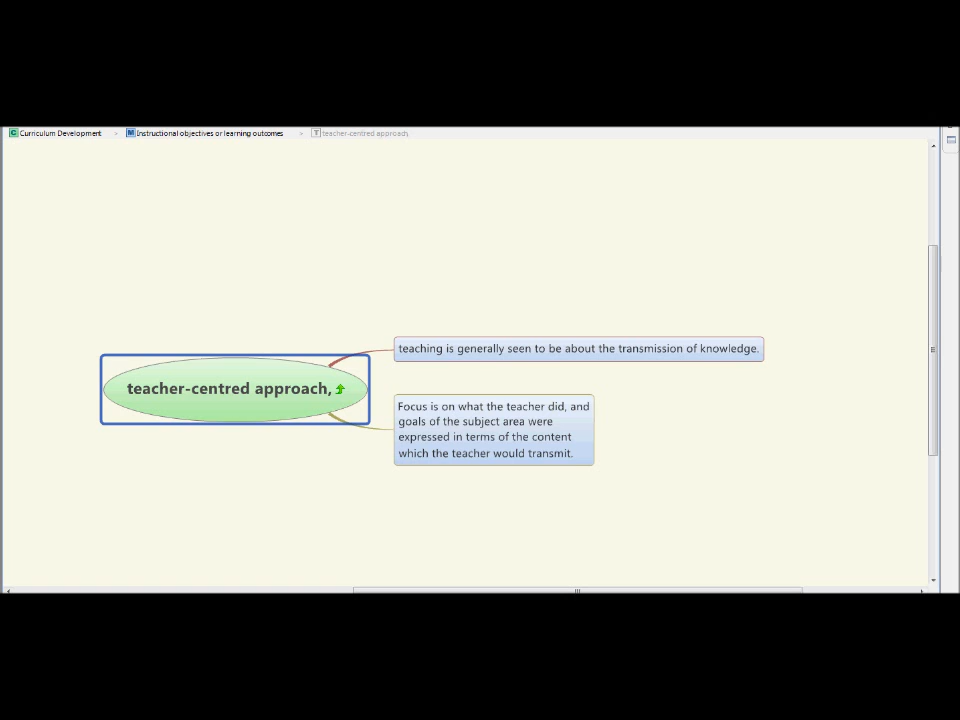 Curriculum Development > Instructional objectives or learning outcomes > teacher-centred approach,
teaching is generally seen to be about the transmission of knowledge.
teacher-centred approach,
Focus is on what the teacher did, and
goals of the subject area were
expressed in terms of the content
which the teacher would transmit.